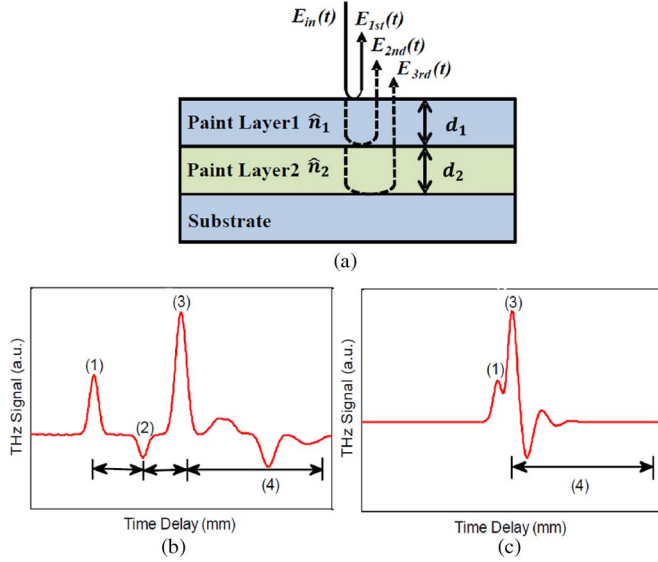 E_in(t) E_1st(t)
E_2nd(t)
E_3rd(t)
Paint Layer1 n̂₁ d₁
Paint Layer2 n̂₂ d₂
Substrate
(a)
(3)
(1)
(2)
(4)
THz Signal (a.u.)
Time Delay (mm)
(b)
(3)
(1)
(4)
THz Signal (a.u.)
Time Delay (mm)
(c)